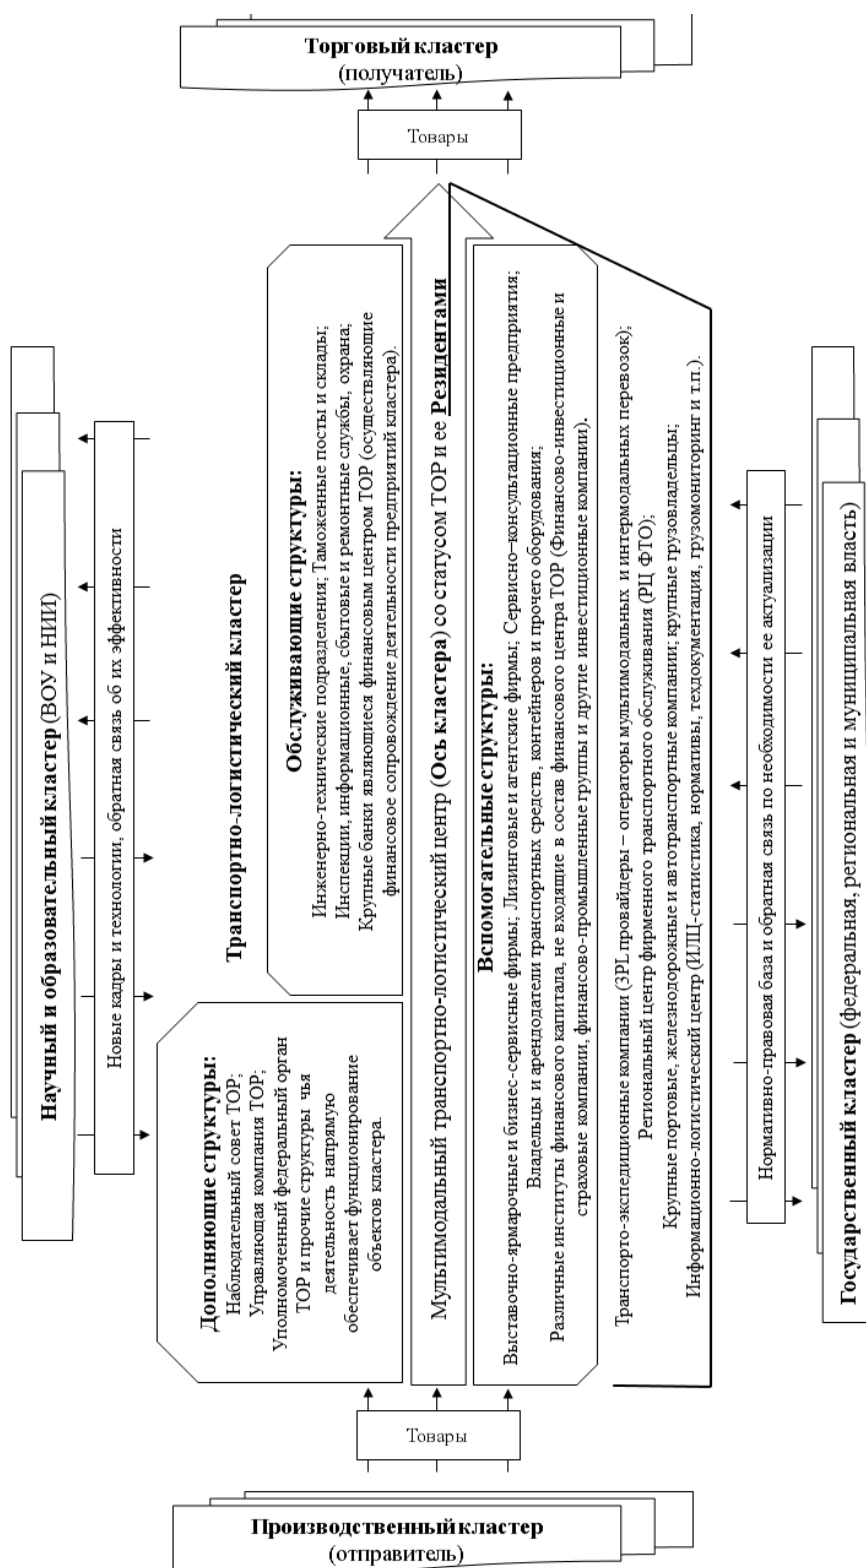 Торговый кластер
(получатель)
Товары
Научный и образовательный кластер (ВОУ и НИИ)
Новые кадры и технологии, обратная связь об их эффективности
Транспортно-логистический кластер
Дополняющие структуры:
Наблюдательный совет ТОР;
Управляющая компания ТОР;
Уполномоченный федеральный орган
ТОР и прочие структуры чья
деятельность напрямую
обеспечивает функционирование
объектов кластера.
Обслуживающие структуры:
Инженерно-технические подразделения; Таможенные посты и склады;
Инспекции, информационные, сбытовые и ремонтные службы, охрана;
Крупные банки являющиеся финансовым центром ТОР (осуществляющие
финансовое сопровождение деятельности предприятий кластера).
Мультимодальный транспортно-логистический центр (Ось кластера) со статусом ТОР и ее Резидентами
Вспомогательные структуры:
Выставочно-ярмарочные и бизнес-сервисные фирмы; Лизинговые и агентские фирмы; Сервисно–консультационные предприятия;
Владельцы и арендодатели транспортных средств, контейнеров и прочего оборудования;
Различные институты финансового капитала, не входящие в состав финансового центра ТОР (Финансово-инвестиционные и
страховые компании, финансово-промышленные группы и другие инвестиционные компании).
Транспорто-экспедиционные компании (3PL провайдеры – операторы мультимодальных и интермодальных перевозок);
Региональный центр фирменного транспортного обслуживания (РЦ ФТО);
Крупные портовые, железнодорожные и автотранспортные компании; крупные грузовладельцы;
Информационно-логистический центр (ИЛЦ-статистика, нормативы, техдокументация, грузомониторинг и т.п.).
Нормативно-правовая база и обратная связь по необходимости ее актуализации
Государственный кластер (федеральная, региональная и муниципальная власть)
Товары
Производственный кластер
(отправитель)